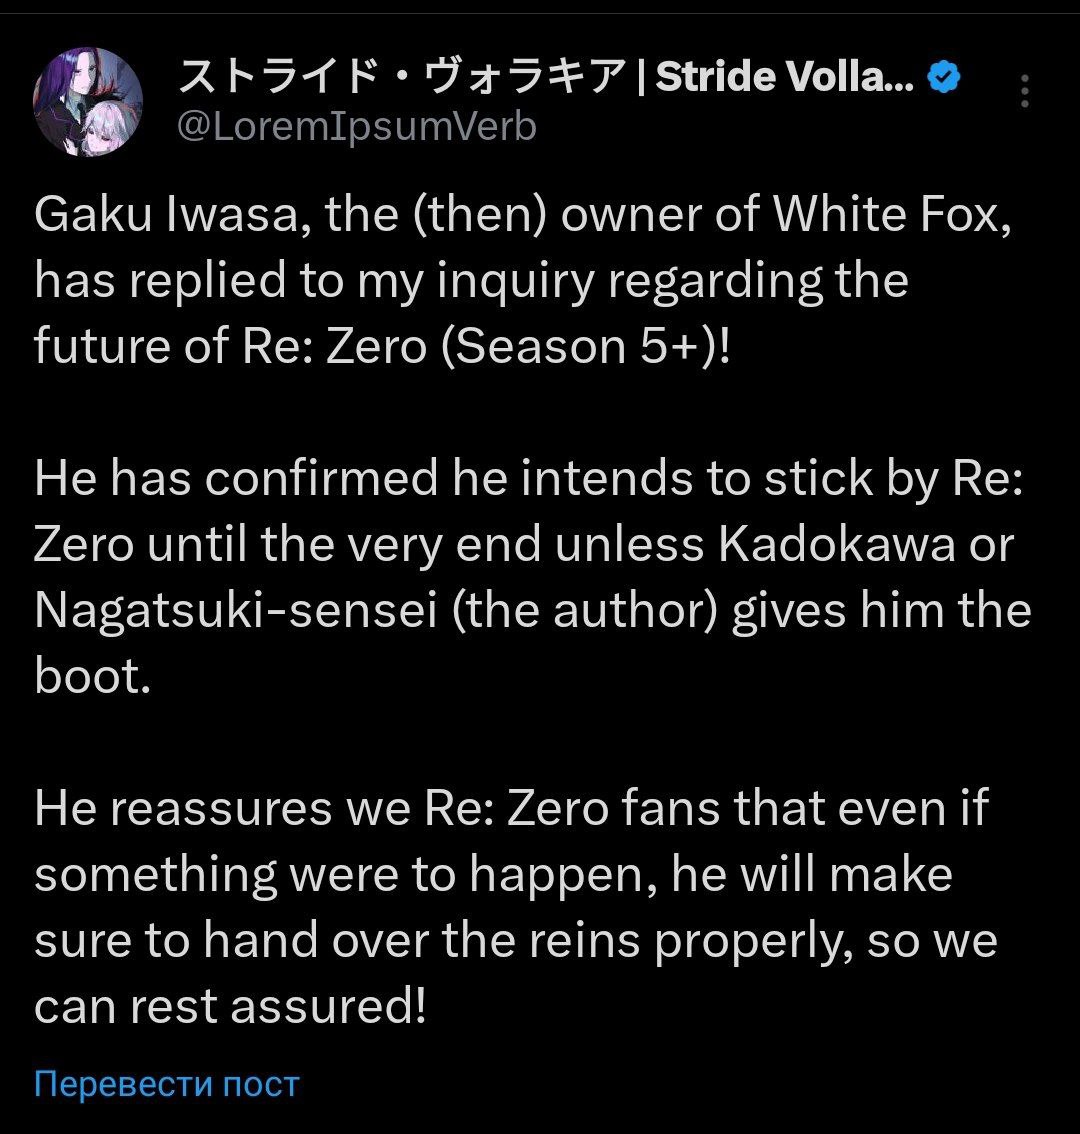 ストライド・ヴォラキア | Stride Volla...
@LoremIpsumVerb
Gaku Iwasa, the (then) owner of White Fox,
has replied to my inquiry regarding the
future of Re: Zero (Season 5+)!
He has confirmed he intends to stick by Re:
Zero until the very end unless Kadokawa or
Nagatsuki-sensei (the author) gives him the
boot.
He reassures we Re: Zero fans that even if
something were to happen, he will make
sure to hand over the reins properly, so we
can rest assured!
Перевести пост